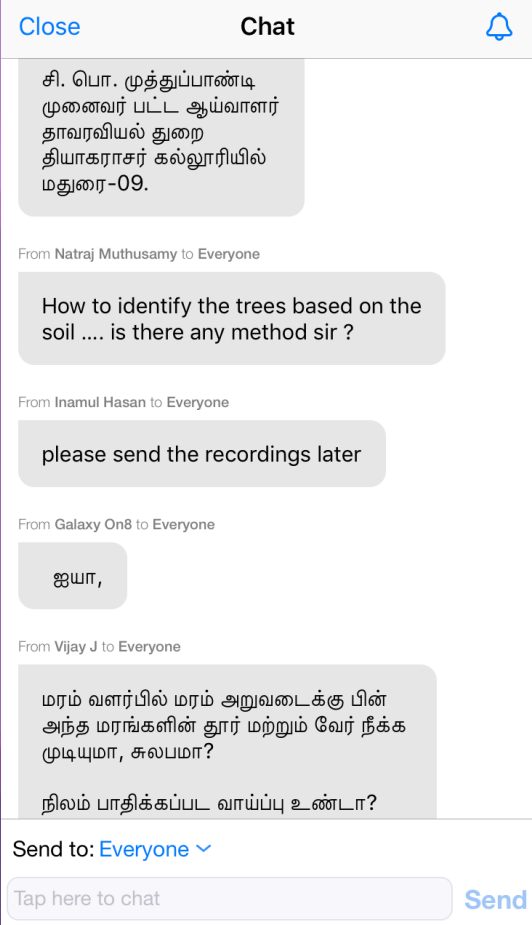 Close
Chat
சி. பொ. முத்துப்பாண்டி
முனைவர் பட்ட ஆய்வாளர்
தாவரவியல் துறை
தியாகராசர் கல்லூரியில்
மதுரை-09.
From Natraj Muthusamy to Everyone
How to identify the trees based on the
soil .... is there any method sir ?
From Inamul Hasan to Everyone
please send the recordings later
From Galaxy On8 to Everyone
ஐயா,
From Vijay J to Everyone
மரம் வளர்பில் மரம் அறுவடைக்கு பின்
அந்த மரங்களின் தூர் மற்றும் வேர் நீக்க
முடியுமா, சுலபமா?
நிலம் பாதிக்கப்பட வாய்ப்பு உண்டா?
Send to: Everyone
Tap here to chat
Send